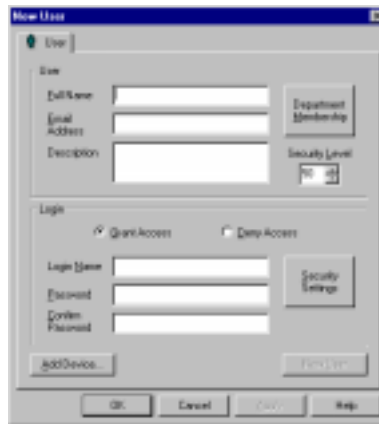 New User
User
User
Full Name
Department
Membership
Email
Address
Description
Security Level
50
Login
Grant Access
Deny Access
Login Name
Security
Settings
Password
Confirm
Password
Add Device...
OK
Cancel
Apply
Help